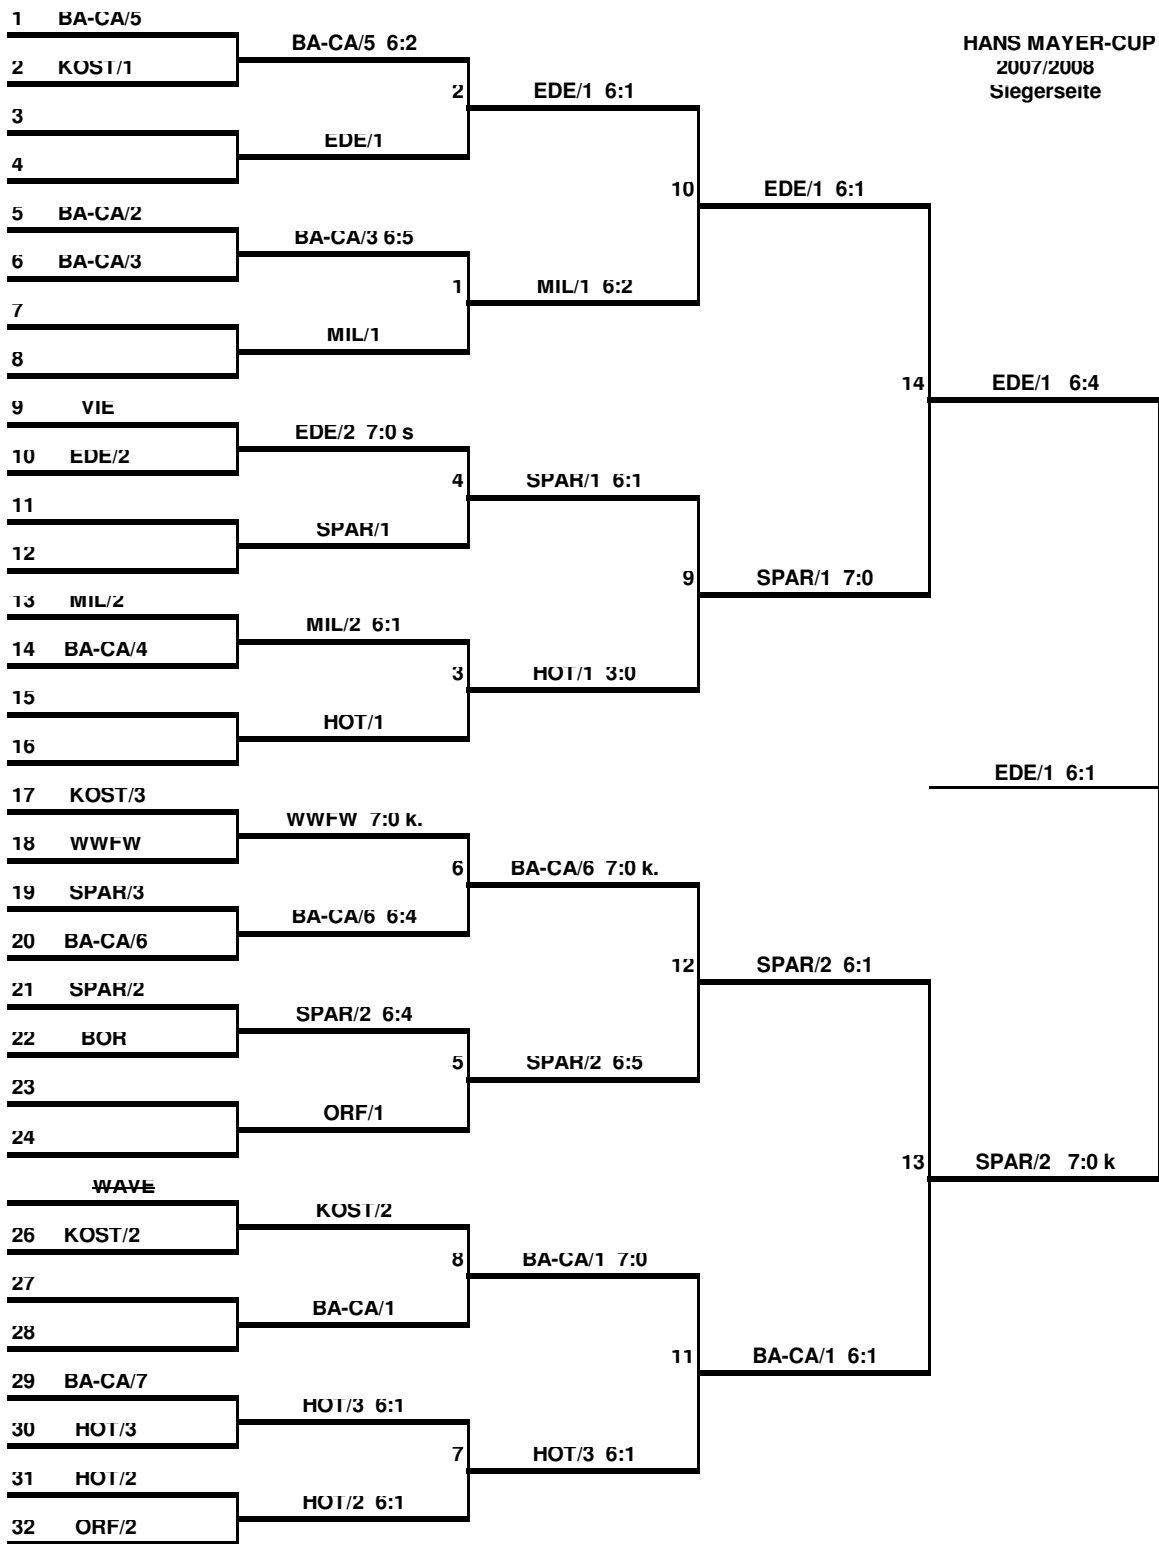 HANS MAYER-CUP
2007/2008
Siegerseite
1 BA-CA/5
BA-CA/5 6:2
2 KOST/1
2 EDE/1 6:1
3
EDE/1
4
10 EDE/1 6:1
5 BA-CA/2
BA-CA/3 6:5
6 BA-CA/3
1 MIL/1 6:2
7
MIL/1
8
14 EDE/1 6:4
9 VIE
EDE/2 7:0 s
10 EDE/2
4 SPAR/1 6:1
11
SPAR/1
12
9 SPAR/1 7:0
13 MIL/2
MIL/2 6:1
14 BA-CA/4
3 HOT/1 3:0
15
HOT/1
16
EDE/1 6:1
17 KOST/3
WWFW 7:0 k.
18 WWFW
6 BA-CA/6 7:0 k.
19 SPAR/3
BA-CA/6 6:4
20 BA-CA/6
12 SPAR/2 6:1
21 SPAR/2
SPAR/2 6:4
22 BOR
5 SPAR/2 6:5
23
ORF/1
24
13 SPAR/2 7:0 k
WAVE
KOST/2
26 KOST/2
8 BA-CA/1 7:0
27
BA-CA/1
28
11 BA-CA/1 6:1
29 BA-CA/7
HOT/3 6:1
30 HOT/3
7 HOT/3 6:1
31 HOT/2
HOT/2 6:1
32 ORF/2